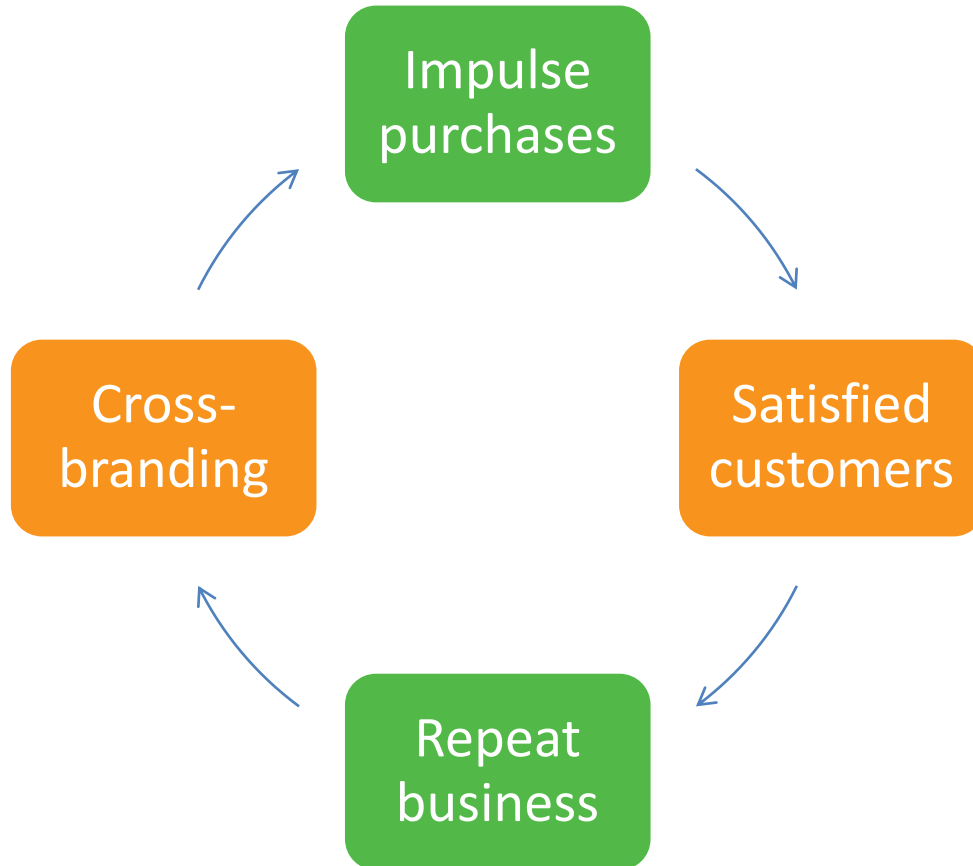 Impulse
purchases
Cross-
branding
Satisfied
customers
Repeat
business